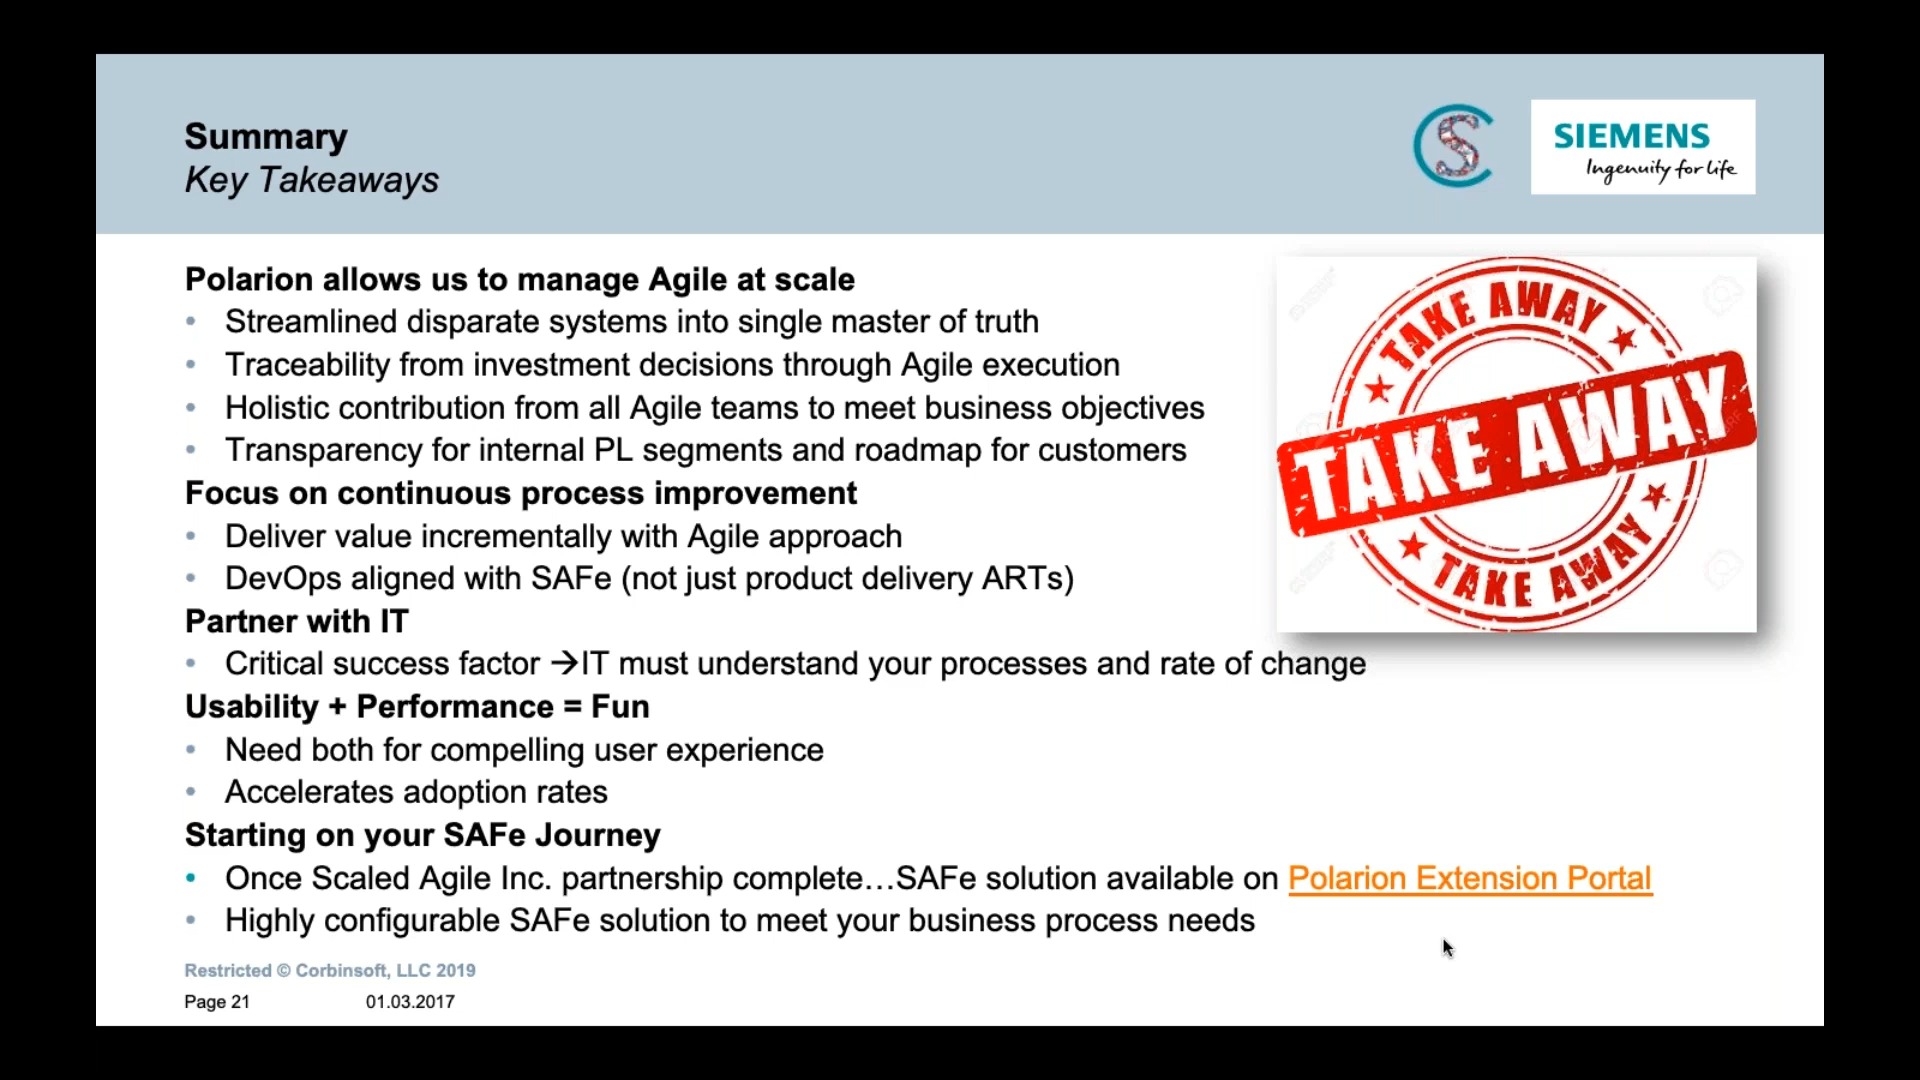 Summary
Key Takeaways
SIEMENS
Ingenuity for life
Polarion allows us to manage Agile at scale
• Streamlined disparate systems into single master of truth
• Traceability from investment decisions through Agile execution
• Holistic contribution from all Agile teams to meet business objectives
• Transparency for internal PL segments and roadmap for customers
Focus on continuous process improvement
• Deliver value incrementally with Agile approach
• DevOps aligned with SAFe (not just product delivery ARTs)
Partner with IT
• Critical success factor →IT must understand your processes and rate of change
Usability + Performance = Fun
• Need both for compelling user experience
• Accelerates adoption rates
Starting on your SAFe Journey
• Once Scaled Agile Inc. partnership complete…SAFe solution available on Polarion Extension Portal
• Highly configurable SAFe solution to meet your business process needs
TAKE AWAY
TAKE AWAY
TAKE AWAY
Restricted © Corbinsoft, LLC 2019
Page 21 01.03.2017